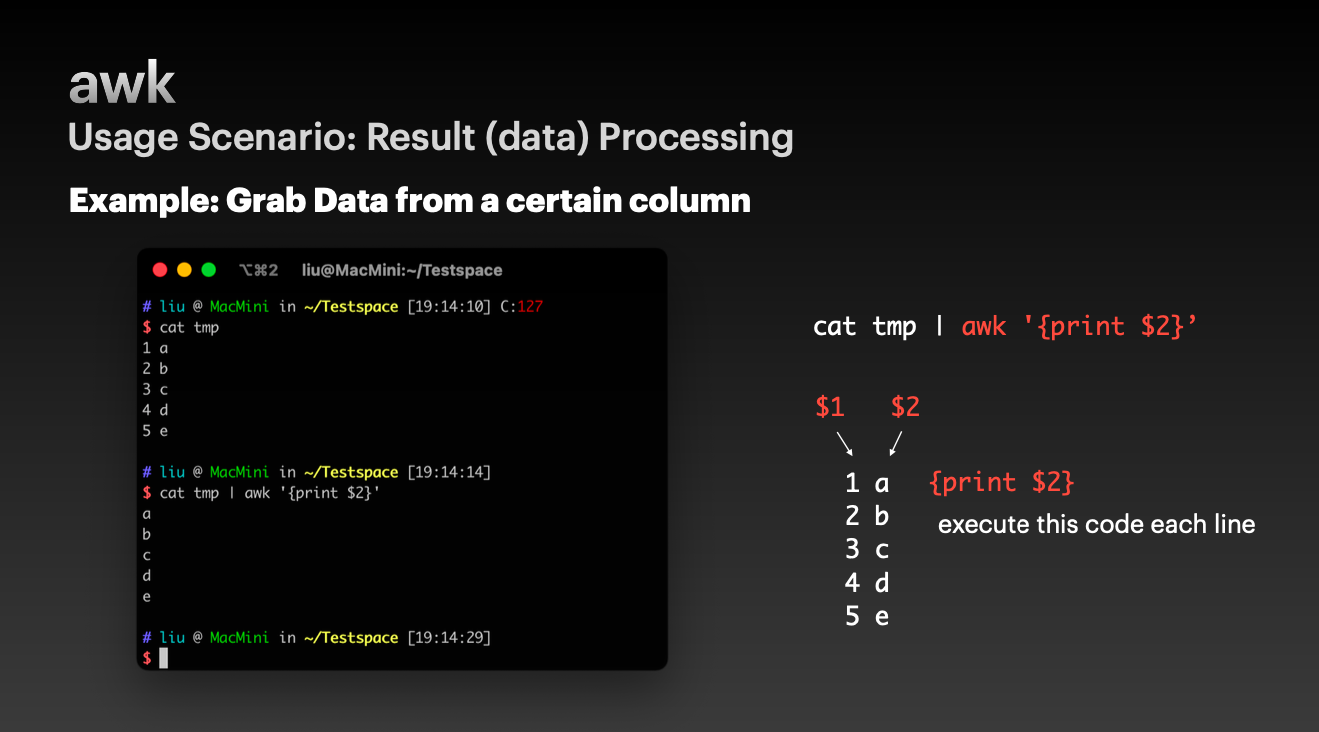 awk
Usage Scenario: Result (data) Processing
Example: Grab Data from a certain column
⌥⌘2 liu@MacMini:~/Testspace
# liu @ MacMini in ~/Testspace [19:14:10] C:127
$ cat tmp
1 a
2 b
3 c
4 d
5 e
# liu @ MacMini in ~/Testspace [19:14:14]
$ cat tmp | awk '{print $2}'
a
b
c
d
e
# liu @ MacMini in ~/Testspace [19:14:29]
$
cat tmp | awk '{print $2}’
$1 $2
1 a {print $2}
execute this code each line
2 b
3 c
4 d
5 e